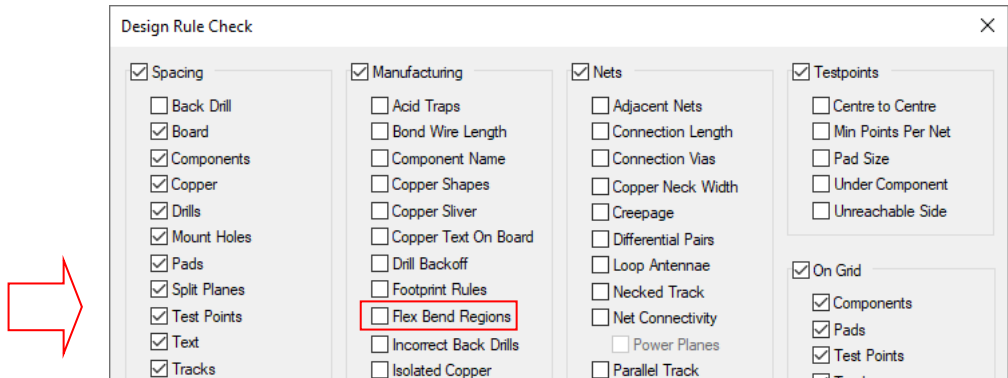 Design Rule Check
Spacing
Back Drill
Board
Components
Copper
Drills
Mount Holes
Pads
Split Planes
Test Points
Text
Tracks
Manufacturing
Acid Traps
Bond Wire Length
Component Name
Copper Shapes
Copper Sliver
Copper Text On Board
Drill Backoff
Footprint Rules
Flex Bend Regions
Incorrect Back Drills
Isolated Copper
Nets
Adjacent Nets
Connection Length
Connection Vias
Copper Neck Width
Creepage
Differential Pairs
Loop Antennae
Necked Track
Net Connectivity
Power Planes
Parallel Track
Testpoints
Centre to Centre
Min Points Per Net
Pad Size
Under Component
Unreachable Side
On Grid
Components
Pads
Test Points